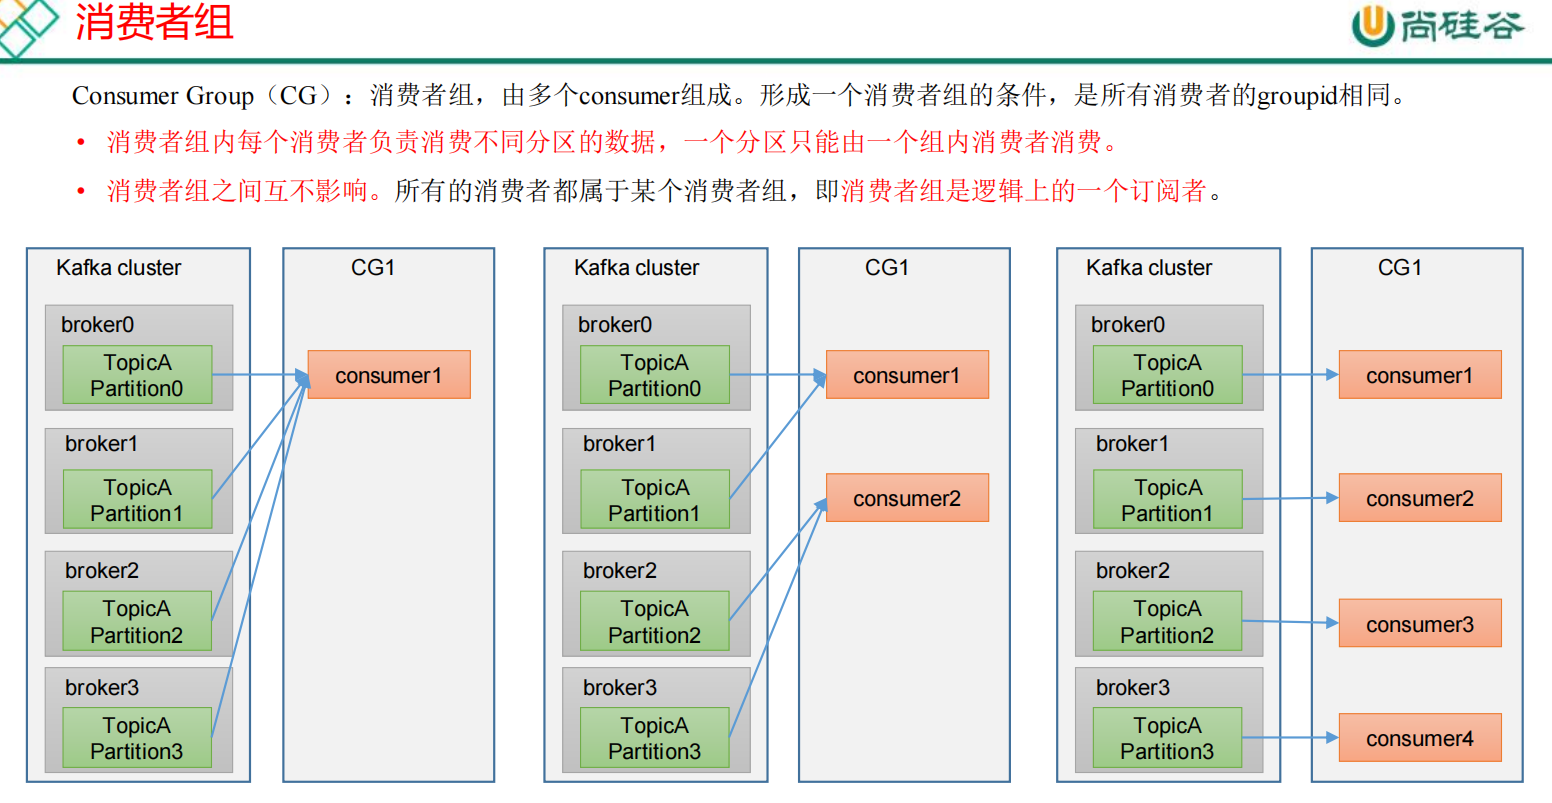 消费者组
尚硅谷
Consumer Group（CG）：消费者组，由多个consumer组成。形成一个消费者组的条件，是所有消费者的groupid相同。
• 消费者组内每个消费者负责消费不同分区的数据，一个分区只能由一个组内消费者消费。
• 消费者组之间互不影响。所有的消费者都属于某个消费者组，即消费者组是逻辑上的一个订阅者。
Kafka cluster
broker0
TopicA
Partition0
broker1
TopicA
Partition1
broker2
TopicA
Partition2
broker3
TopicA
Partition3
CG1
consumer1
Kafka cluster
broker0
TopicA
Partition0
broker1
TopicA
Partition1
broker2
TopicA
Partition2
broker3
TopicA
Partition3
CG1
consumer1
consumer2
Kafka cluster
broker0
TopicA
Partition0
broker1
TopicA
Partition1
broker2
TopicA
Partition2
broker3
TopicA
Partition3
CG1
consumer1
consumer2
consumer3
consumer4